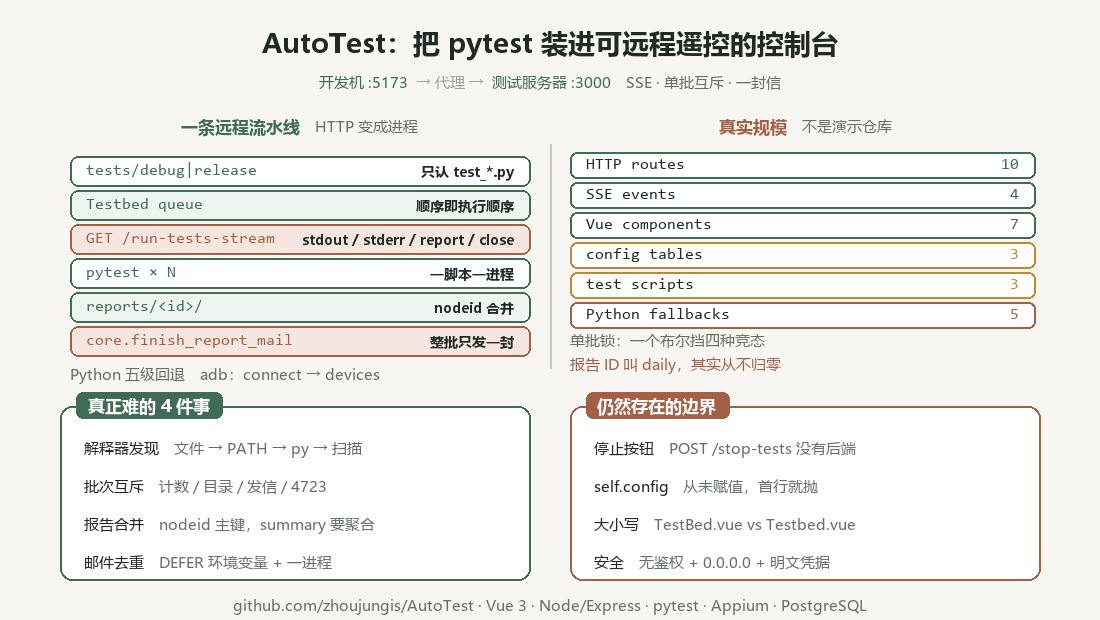 AutoTest：把 pytest 装进可远程遥控的控制台
开发机 :5173 → 代理 → 测试服务器 :3000 SSE · 单批互斥 · 一封信
一条远程流水线 HTTP 变成进程
tests/debug|release 只认 test_*.py
Testbed queue 顺序即执行顺序
GET /run-tests-stream stdout / stderr / report / close
pytest × N 一脚本一进程
reports/<id>/ nodeid 合并
core.finish_report_mail 整批只发一封
Python 五级回退 adb：connect → devices
真实规模 不是演示仓库
HTTP routes 10
SSE events 4
Vue components 7
config tables 3
test scripts 3
Python fallbacks 5
单批锁：一个布尔挡四种竞态
报告 ID 叫 daily，其实从不归零
真正难的 4 件事
解释器发现 文件 → PATH → py → 扫描
批次互斥 计数 / 目录 / 发信 / 4723
报告合并 nodeid 主键，summary 要聚合
邮件去重 DEFER 环境变量 + 一进程
仍然存在的边界
停止按钮 POST /stop-tests 没有后端
self.config 从未赋值，首行就抛
大小写 TestBed.vue vs Testbed.vue
安全 无鉴权 + 0.0.0.0 + 明文凭据
github.com/zhoujungis/AutoTest · Vue 3 · Node/Express · pytest · Appium · PostgreSQL